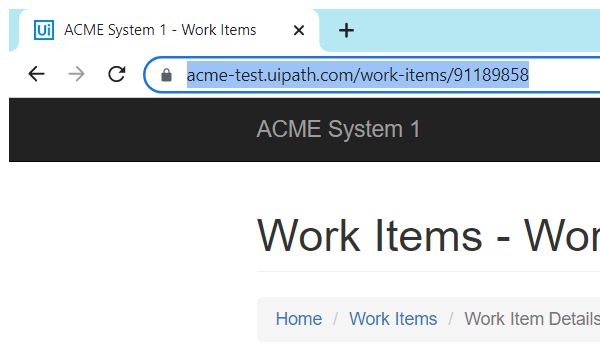 Ui ACME System 1 - Work Items
acme-test.uipath.com/work-items/91189858
ACME System 1
Work Items - Wor
Home / Work Items / Work Item Details